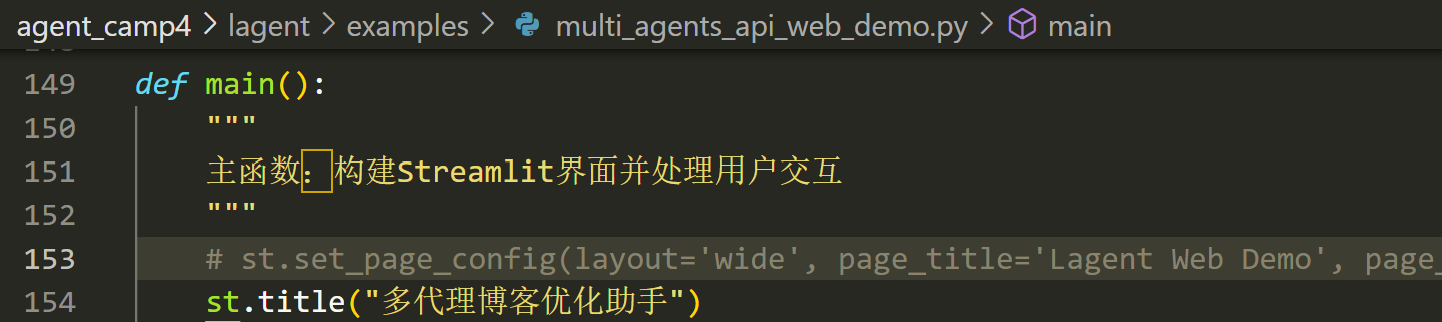 agent_camp4 > lagent > examples > multi_agents_api_web_demo.py > main
149 def main():
150 """
151 主函数：构建Streamlit界面并处理用户交互
152 """
153 # st.set_page_config(layout='wide', page_title='Lagent Web Demo', page_
154 st.title("多代理博客优化助手")